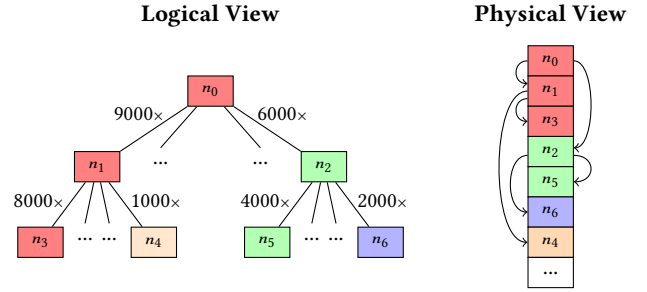 Logical View
Physical View
n₀
9000×
6000×
...
...
n₁
n₂
8000×
1000×
4000×
2000×
n₃
... ...
n₄
n₅
... ...
n₆
n₀
n₁
n₃
n₂
n₅
n₆
n₄
...